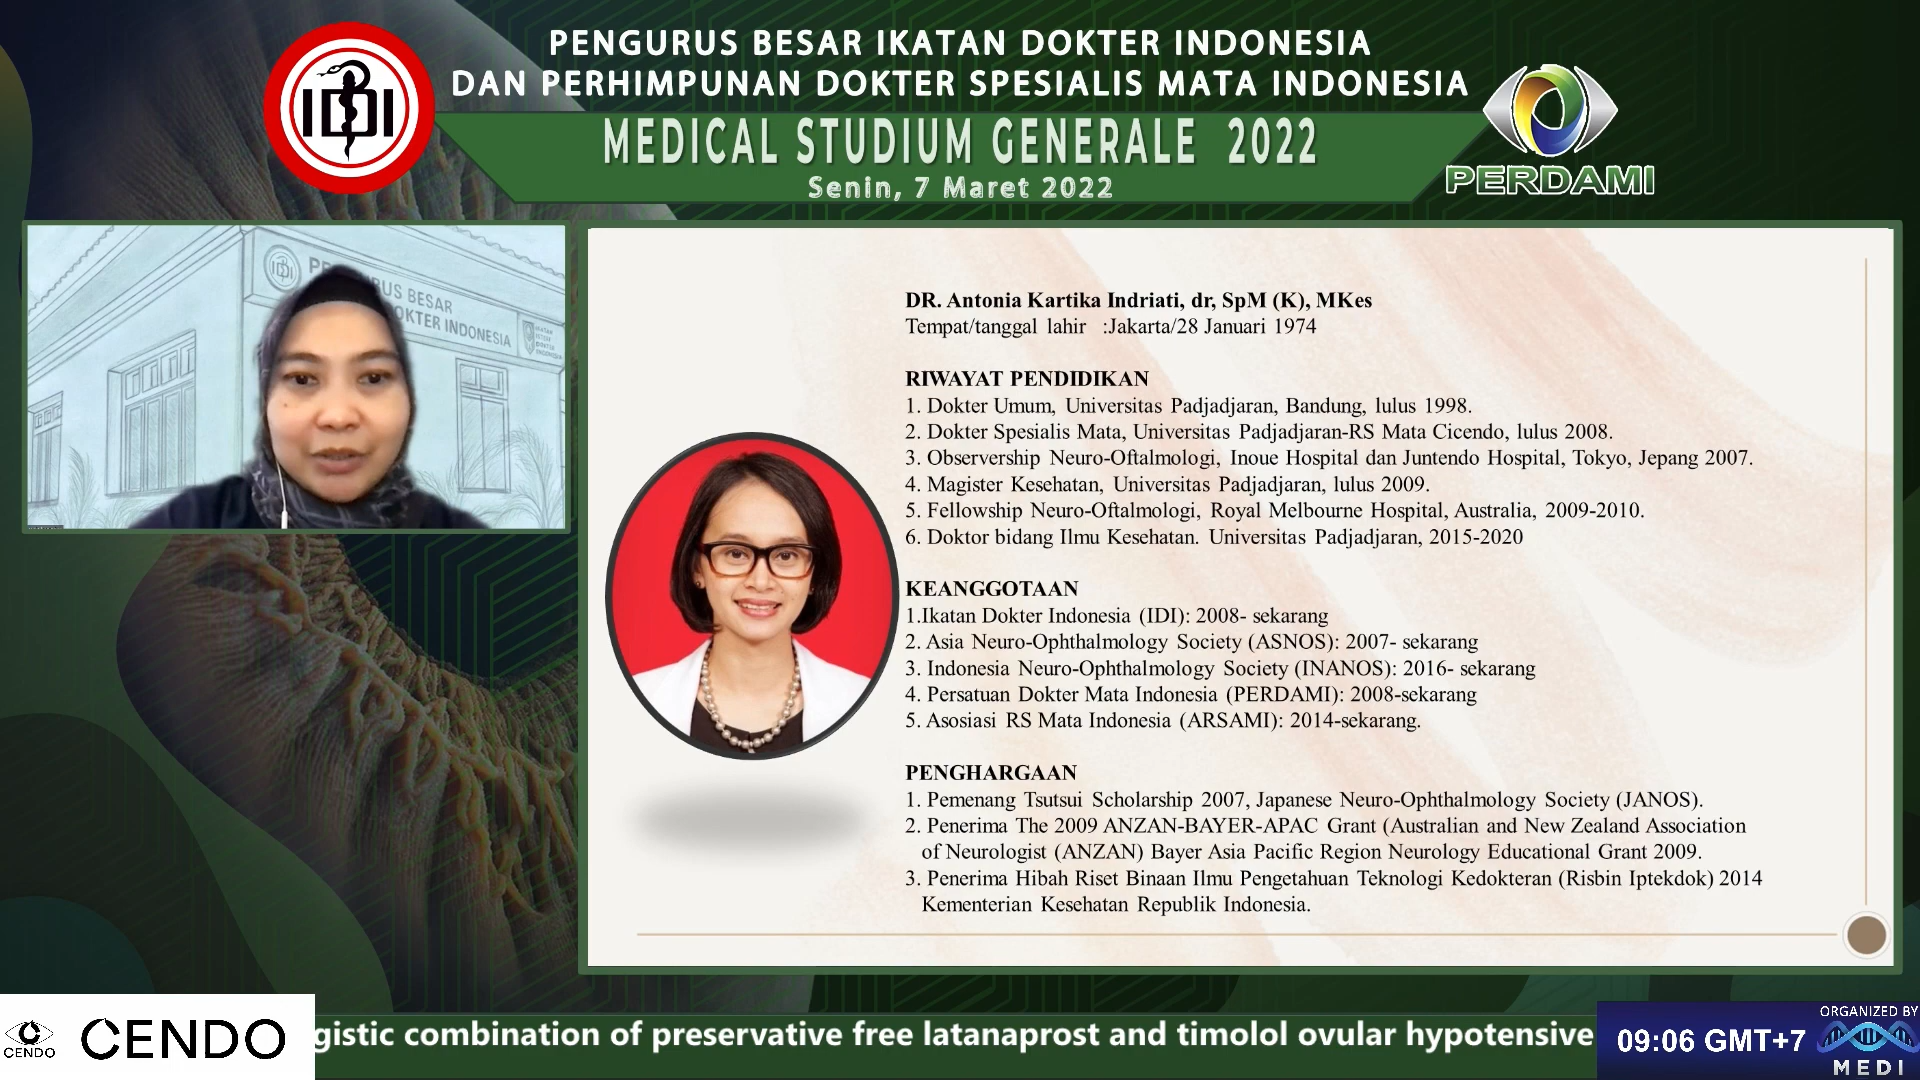 PENGURUS BESAR IKATAN DOKTER INDONESIA
DAN PERHIMPUNAN DOKTER SPESIALIS MATA INDONESIA
MEDICAL STUDIUM GENERALE 2022
Senin, 7 Maret 2022
IDI
PERDAMI
IDI
US BESAR
OKTER INDONESIA
DR. Antonia Kartika Indriati, dr, SpM (K), MKes
Tempat/tanggal lahir :Jakarta/28 Januari 1974
RIWAYAT PENDIDIKAN
1. Dokter Umum, Universitas Padjadjaran, Bandung, lulus 1998.
2. Dokter Spesialis Mata, Universitas Padjadjaran-RS Mata Cicendo, lulus 2008.
3. Observership Neuro-Oftalmologi, Inoue Hospital dan Juntendo Hospital, Tokyo, Jepang 2007.
4. Magister Kesehatan, Universitas Padjadjaran, lulus 2009.
5. Fellowship Neuro-Oftalmologi, Royal Melbourne Hospital, Australia, 2009-2010.
6. Doktor bidang Ilmu Kesehatan. Universitas Padjadjaran, 2015-2020
KEANGGOTAAN
1.Ikatan Dokter Indonesia (IDI): 2008- sekarang
2. Asia Neuro-Ophthalmology Society (ASNOS): 2007- sekarang
3. Indonesia Neuro-Ophthalmology Society (INANOS): 2016- sekarang
4. Persatuan Dokter Mata Indonesia (PERDAMI): 2008-sekarang
5. Asosiasi RS Mata Indonesia (ARSAMI): 2014-sekarang.
PENGHARGAAN
1. Pemenang Tsutsui Scholarship 2007, Japanese Neuro-Ophthalmology Society (JANOS).
2. Penerima The 2009 ANZAN-BAYER-APAC Grant (Australian and New Zealand Association
of Neurologist (ANZAN) Bayer Asia Pacific Region Neurology Educational Grant 2009.
3. Penerima Hibah Riset Binaan Ilmu Pengetahuan Teknologi Kedokteran (Risbin Iptekdok) 2014
Kementerian Kesehatan Republik Indonesia.
CENDO
CENDO
gistic combination of preservative free latanaprost and timolol ovular hypotensive
09:06 GMT+7
ORGANIZED BY
MEDI